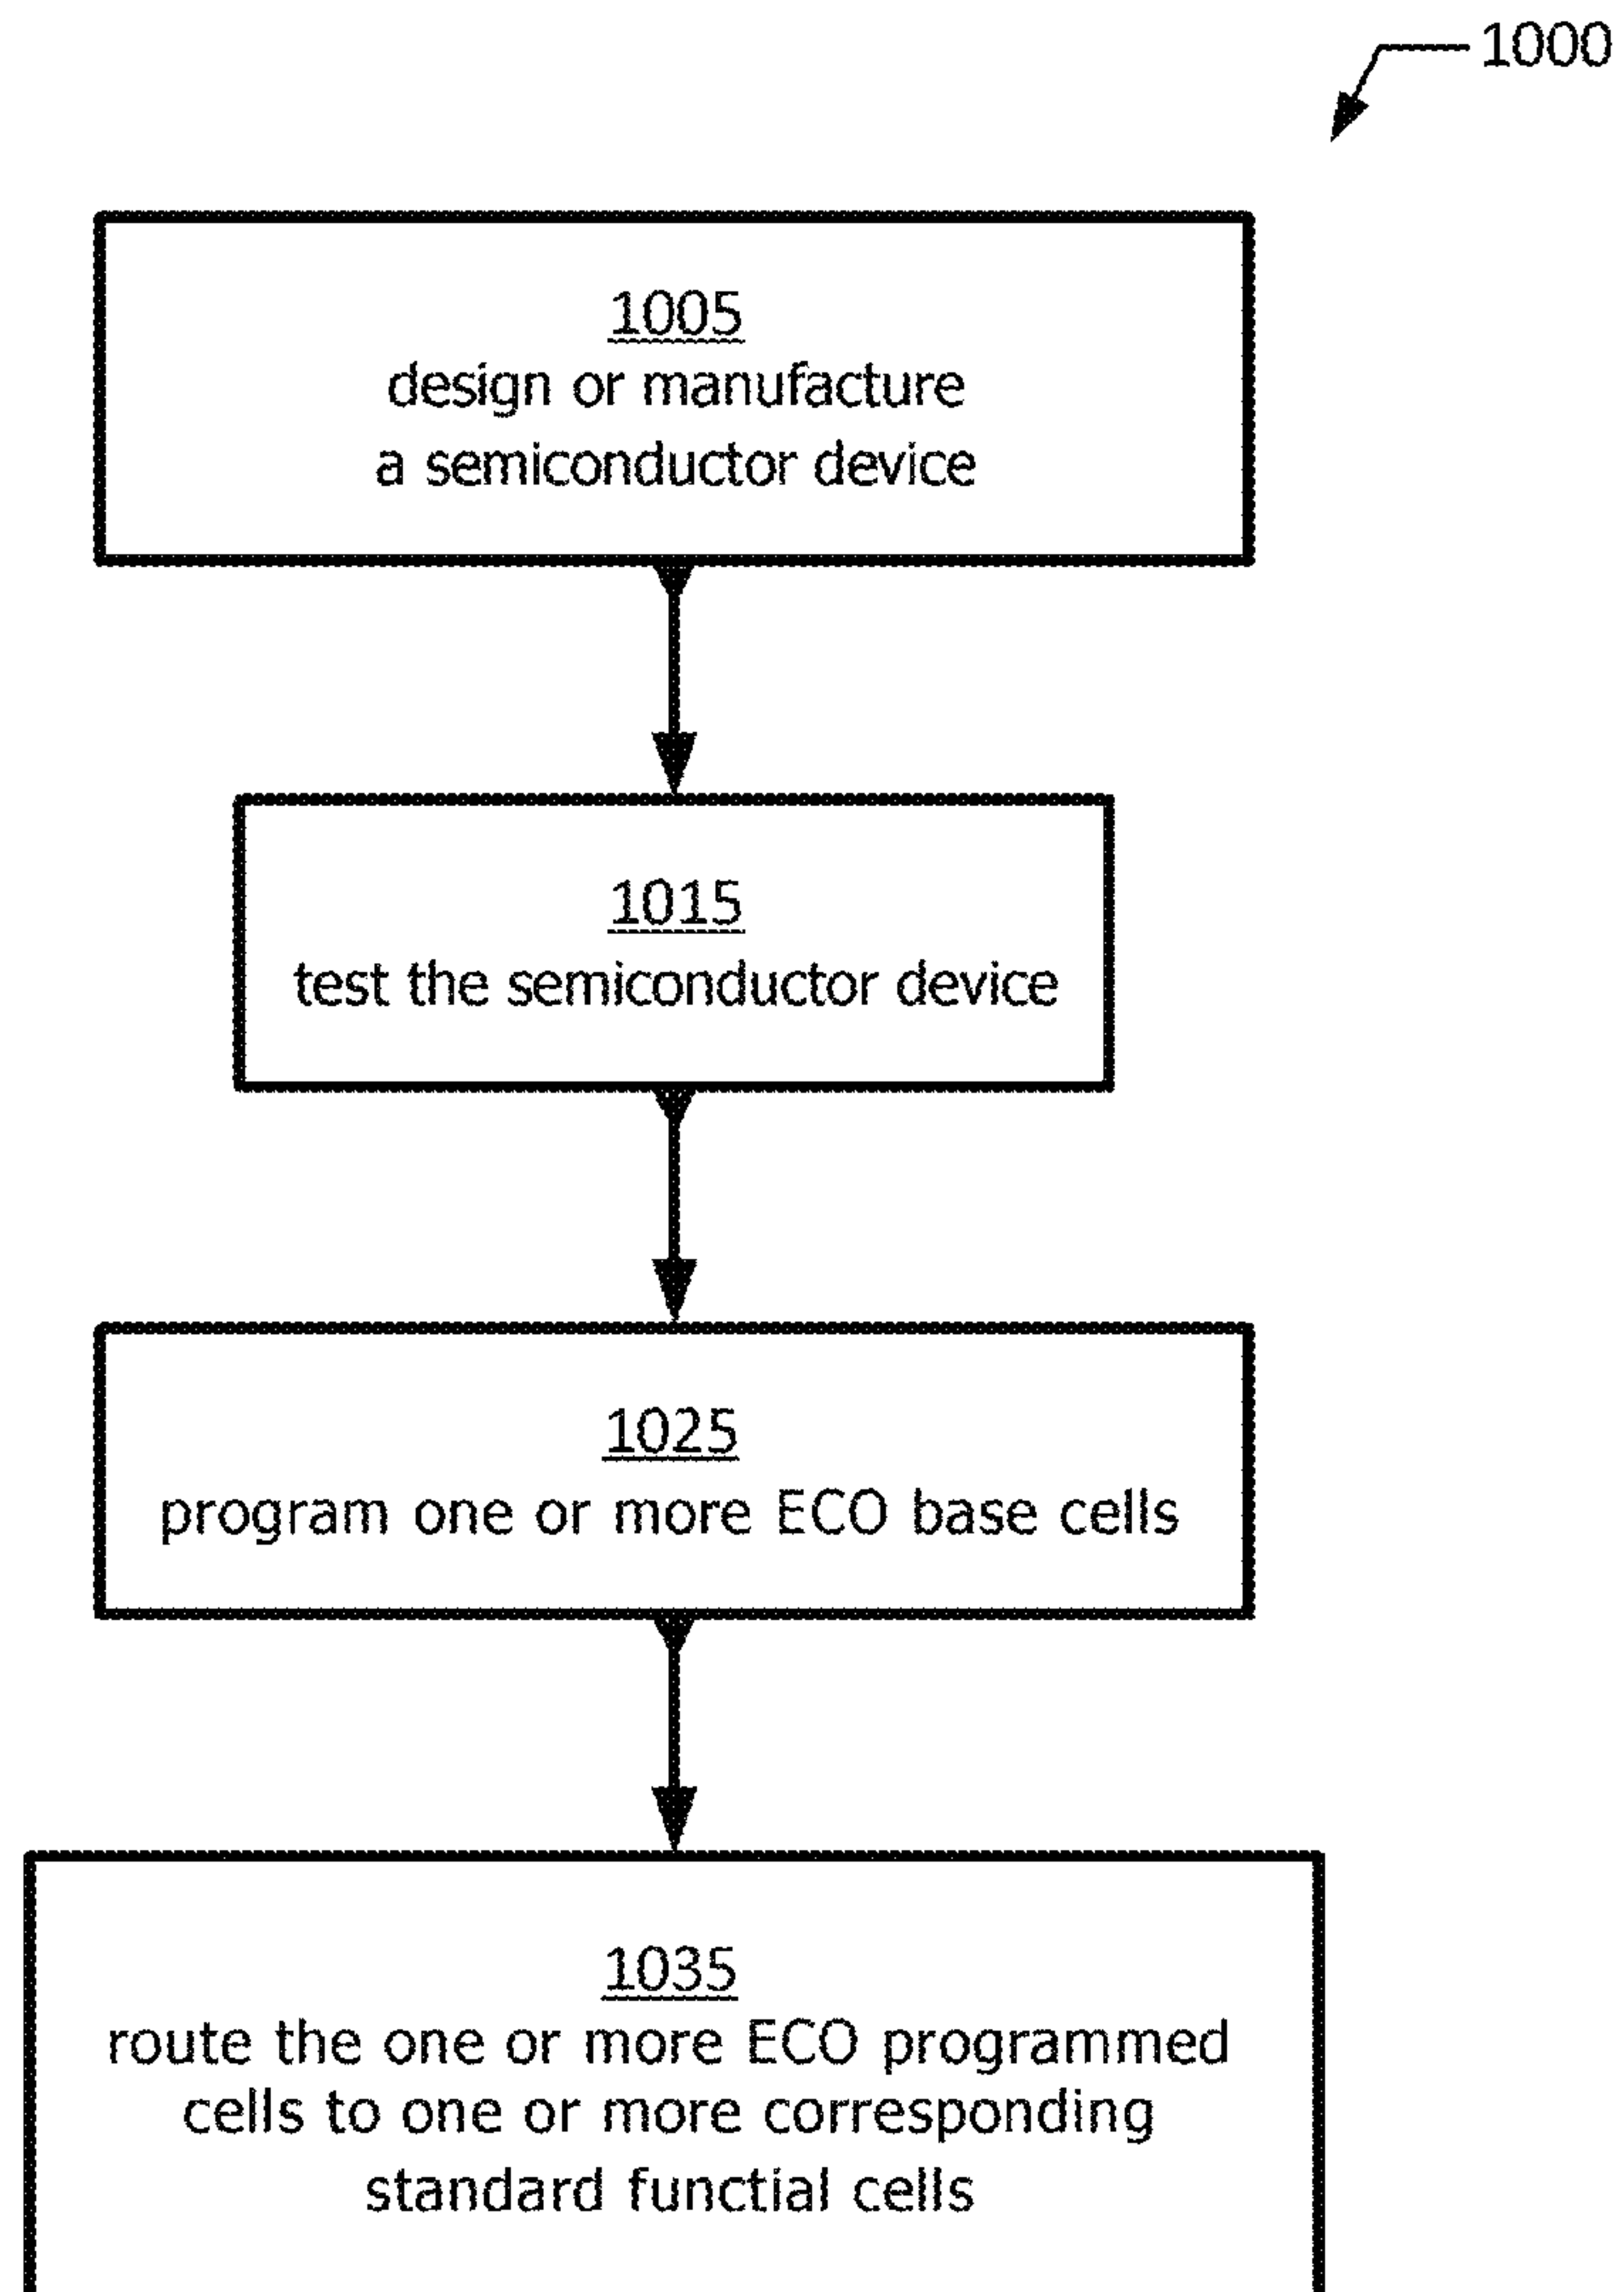 1000
1005
design or manufacture
a semiconductor device
1015
test the semiconductor device
1025
program one or more ECO base cells
1035
route the one or more ECO programmed
cells to one or more corresponding
standard functial cells